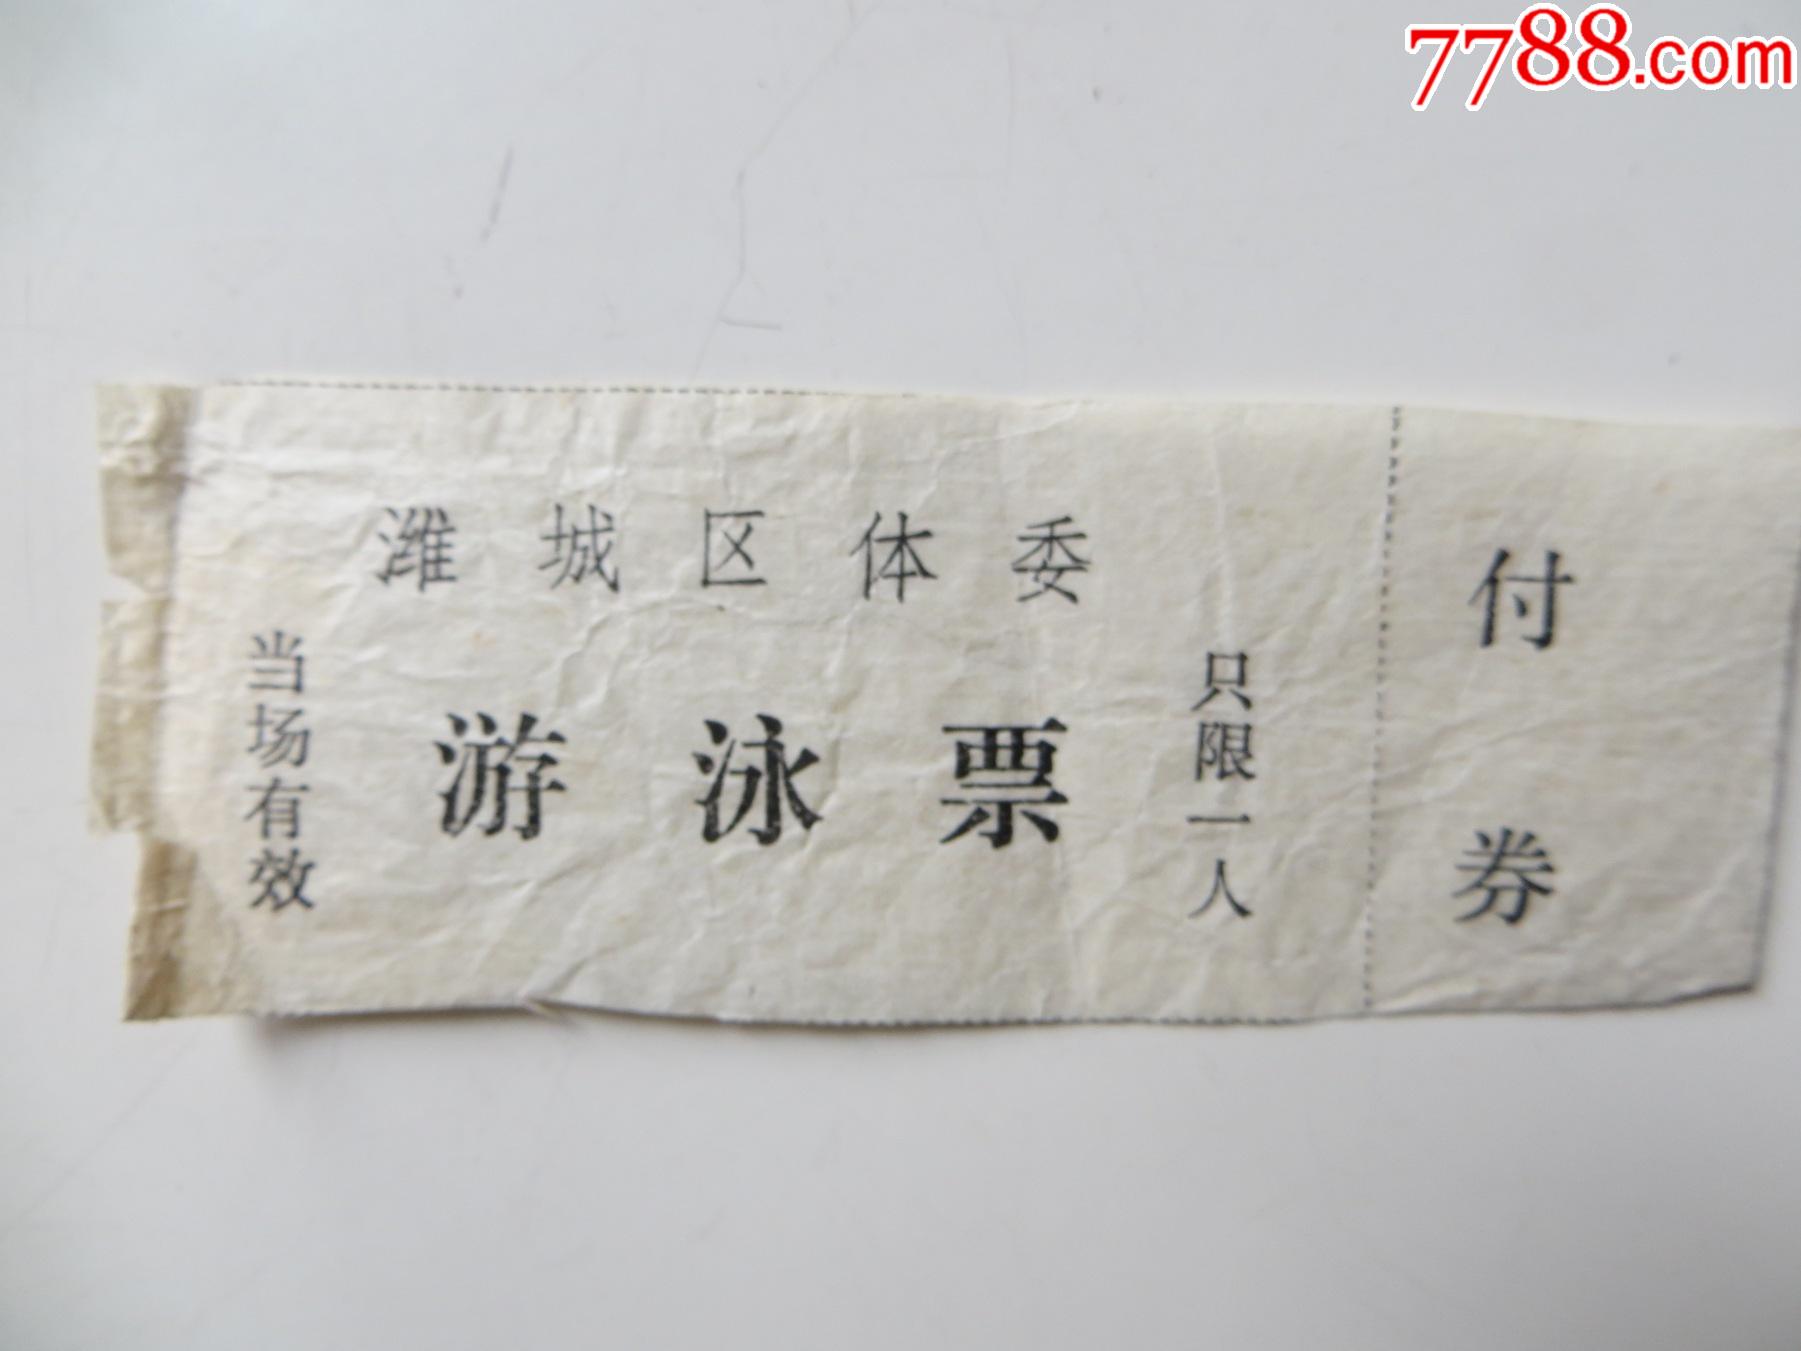 7788.com
潍城区体委
当场有效
游泳票
只限一人
付券